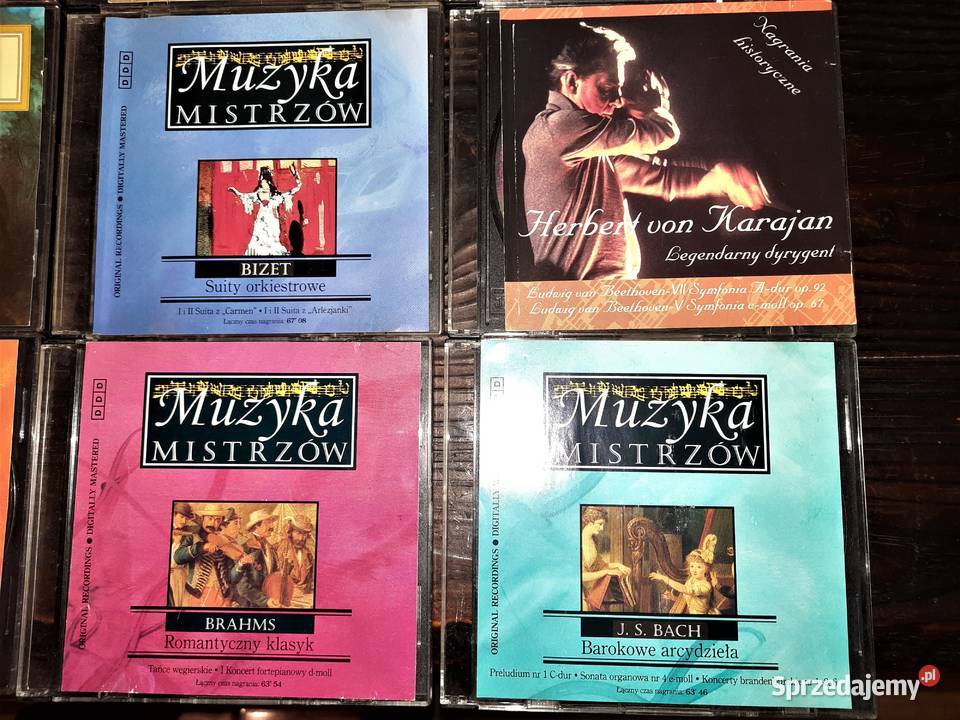 DDD
ORIGINAL RECORDINGS ● DIGITALLY MASTERED
Muzyka
MISTRZÓW
BIZET
Suity orkiestrowe
I i II Suita z „Carmen” • I i II Suita z „Arlezjanki”
Łączny czas nagrania: 67' 08
Nagrania
historyczne
Herbert von Karajan
Legendarny dyrygent
Ludwig van Beethoven-VII Symfonia A-dur op. 92
Ludwig van Beethoven-V Symfonia c-moll op. 67
DDD
ORIGINAL RECORDINGS ● DIGITALLY MASTERED
Muzyka
MISTRZÓW
BRAHMS
Romantyczny klasyk
Tańce węgierskie • I Koncert fortepianowy d-moll
Łączny czas nagrania: 63' 54
D
ORIGINAL RECORDINGS ● DIGITALLY
Muzyka
MISTRZÓW
J. S. BACH
Barokowe arcydzieła
Preludium nr 1 C-dur • Sonata organowa nr 4 e-moll • Koncerty
Łączny czas nagrania: 63' 46
Sprzedajemy.pl